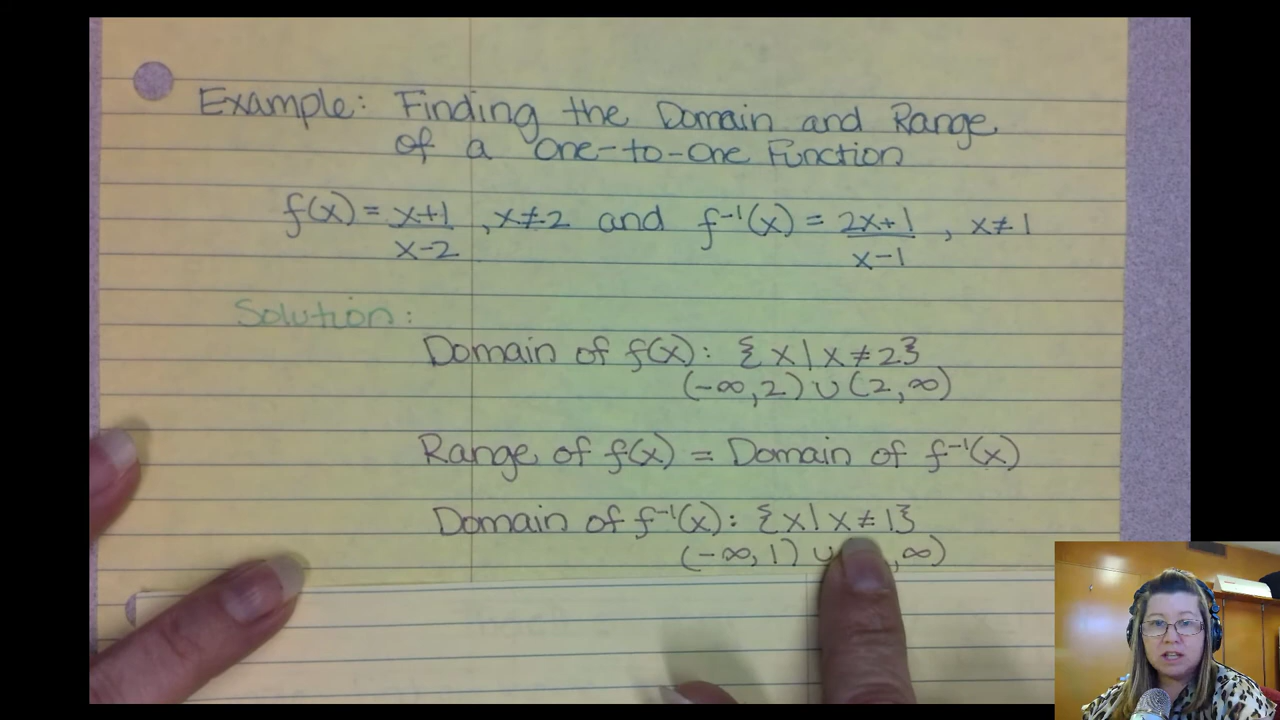 Example: Finding the Domain and Range
of a One-to-One Function
f(x) = x+1/x-2, x≠2 and f⁻¹(x) = 2x+1/x-1, x≠1
Solution:
Domain of f(x): {x|x≠2}
(-∞,2)∪(2,∞)
Range of f(x) = Domain of f⁻¹(x)
Domain of f⁻¹(x): {x|x≠1}
(-∞,1)∪ ,∞)